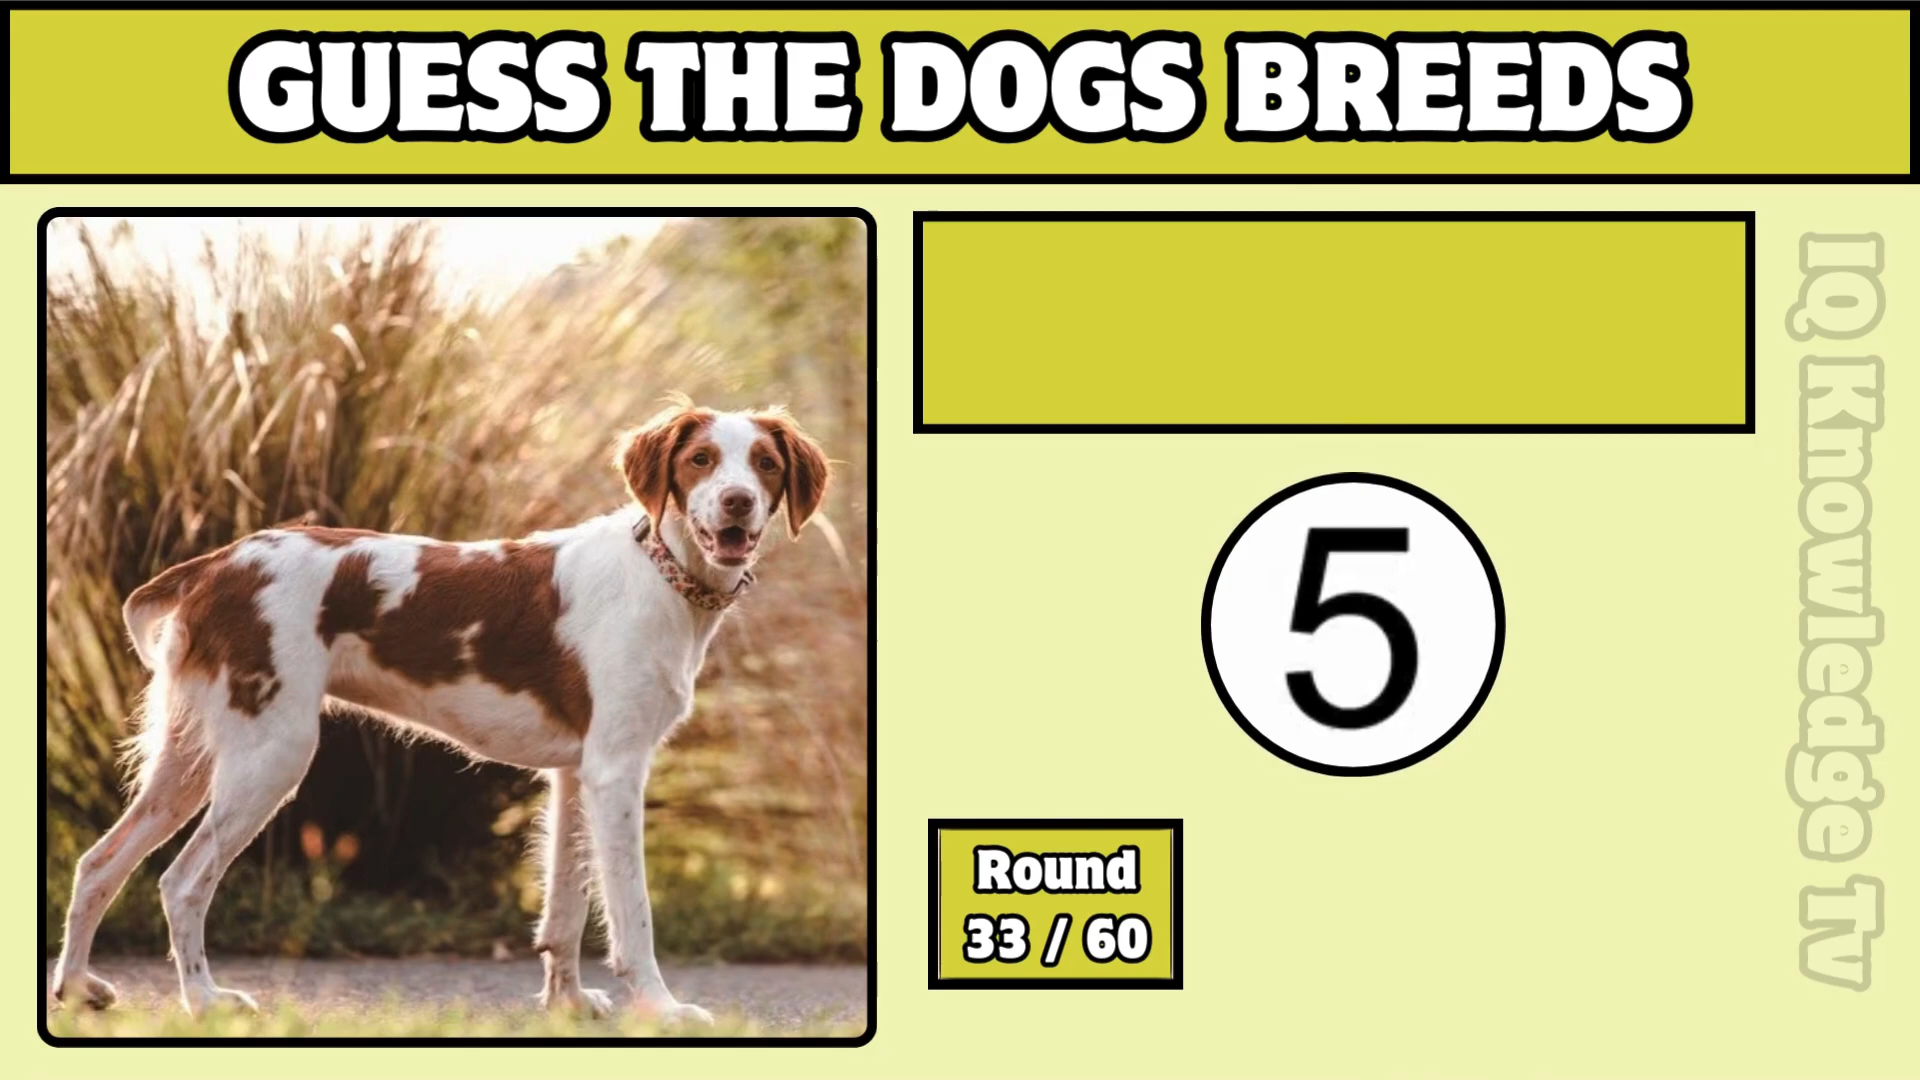 GUESS THE DOGS BREEDS
5
Round
33 / 60
IQ Knowledge TV